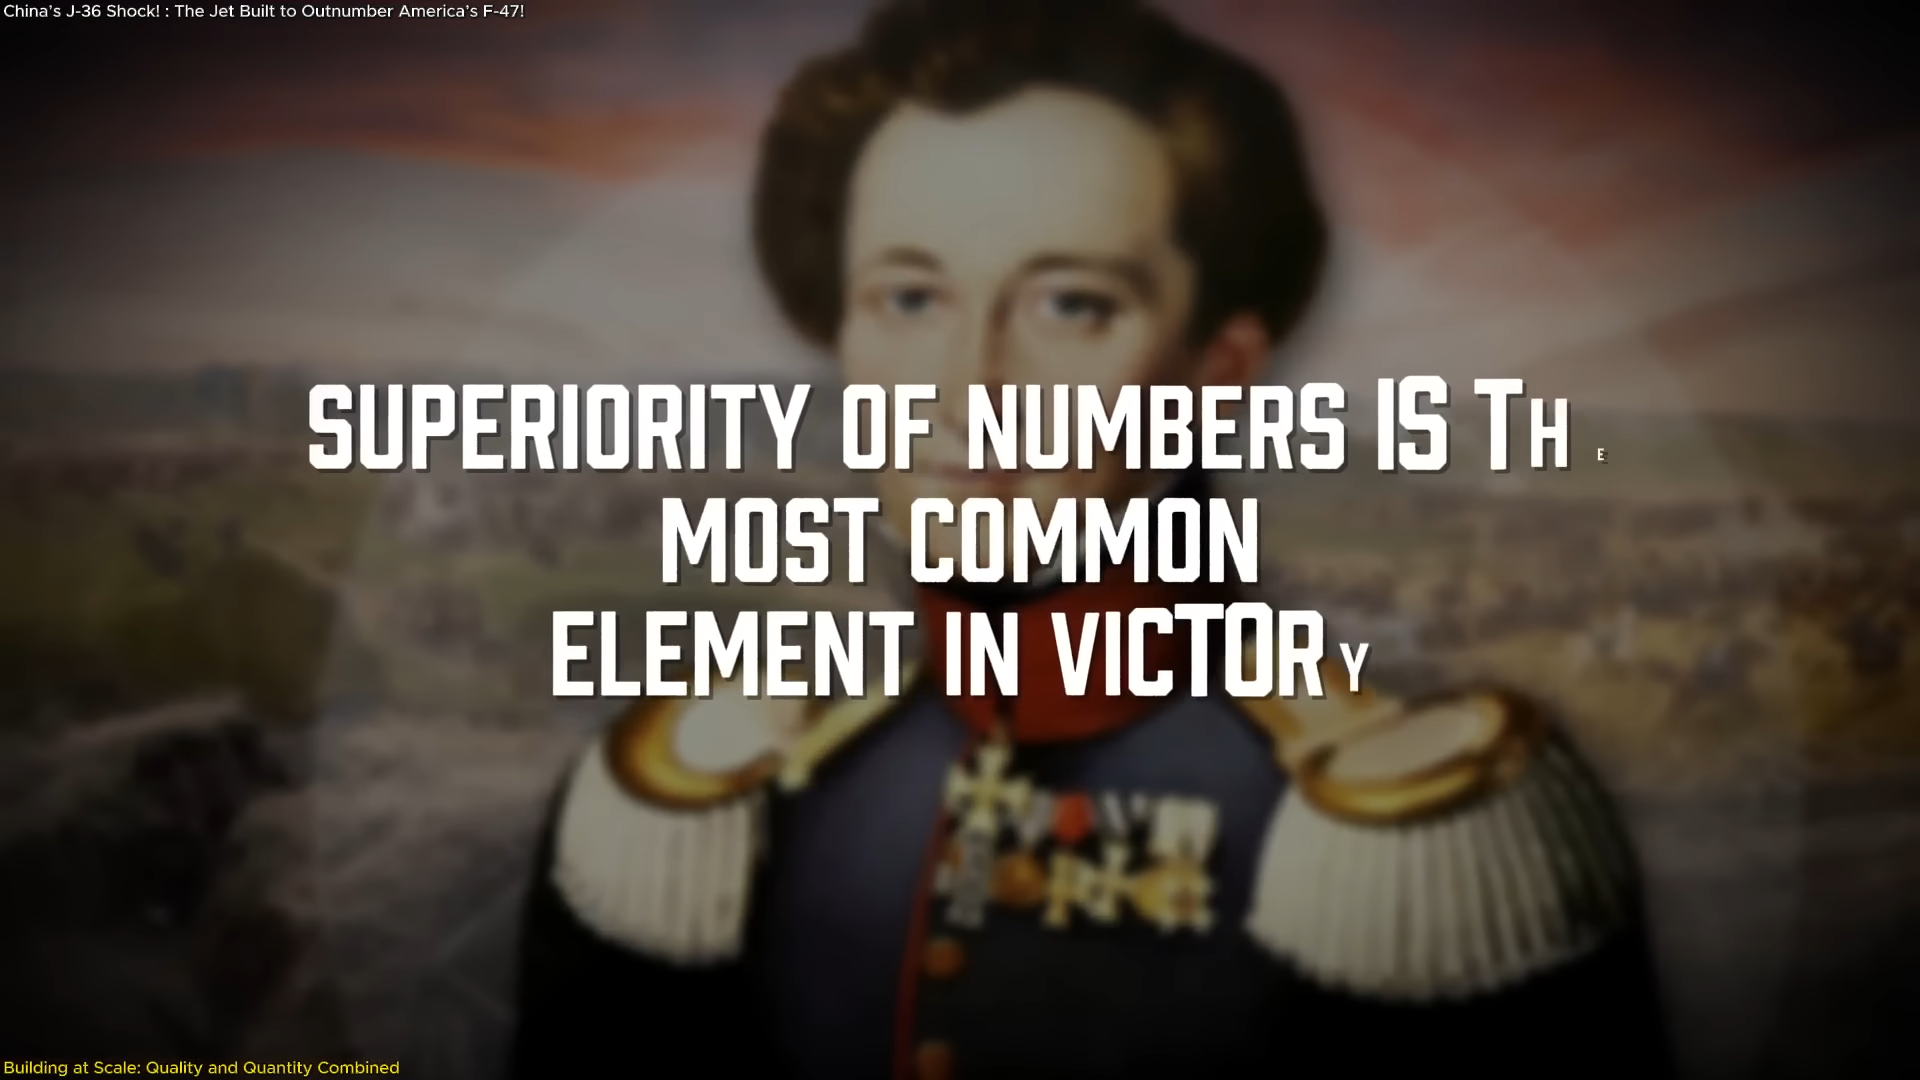 China's J-36 Shock! : The Jet Built to Outnumber America's F-47!
SUPERIORITY OF NUMBERS IS THE
MOST COMMON
ELEMENT IN VICTORY
Building at Scale: Quality and Quantity Combined